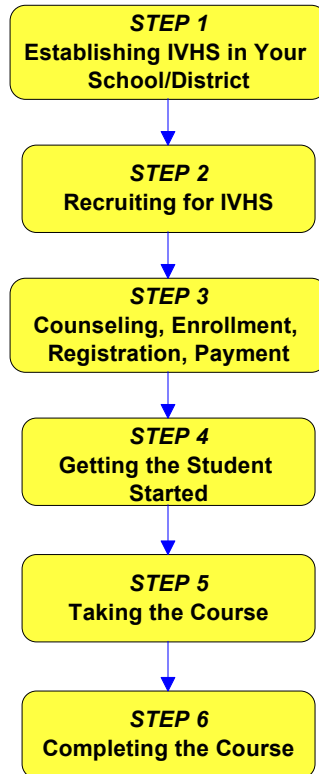 STEP 1
Establishing IVHS in Your
School/District
STEP 2
Recruiting for IVHS
STEP 3
Counseling, Enrollment,
Registration, Payment
STEP 4
Getting the Student
Started
STEP 5
Taking the Course
STEP 6
Completing the Course